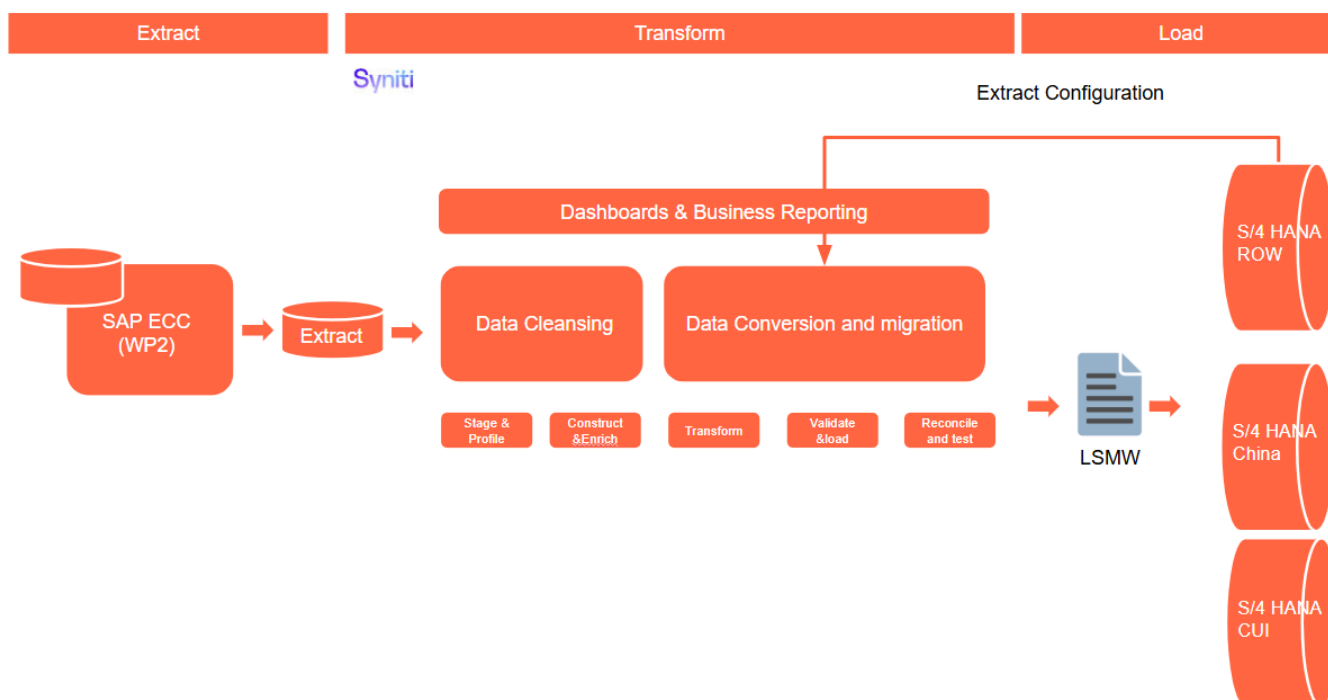 Extract
Transform
Load
Syniti
Extract Configuration
Dashboards & Business Reporting
S/4 HANA
ROW
SAP ECC
(WP2)
Extract
Data Cleansing
Data Conversion and migration
Stage &
Profile
Construct
&Enrich
Transform
Validate
&load
Reconcile
and test
LSMW
S/4 HANA
China
S/4 HANA
CUI